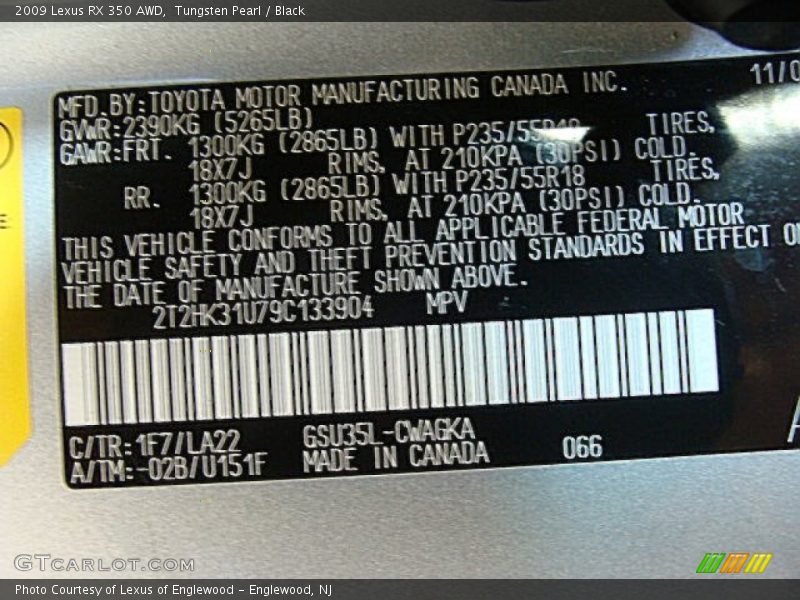 2009 Lexus RX 350 AWD, Tungsten Pearl / Black
MFD. BY: TOYOTA MOTOR MANUFACTURING CANADA INC. 11/0
GVWR: 2390KG (5265LB)
GAWR: FRT. 1300KG (2865LB) WITH P235/55R18 TIRES,
18X7J RIMS, AT 210KPA (30PSI) COLD.
RR. 1300KG (2865LB) WITH P235/55R18 TIRES,
18X7J RIMS, AT 210KPA (30PSI) COLD.
THIS VEHICLE CONFORMS TO ALL APPLICABLE FEDERAL MOTOR
VEHICLE SAFETY AND THEFT PREVENTION STANDARDS IN EFFECT ON
THE DATE OF MANUFACTURE SHOWN ABOVE.
2T2HK31U79C133904 MPV
C/TR: 1F7/LA22 GSU35L-CWAGKA
A/TM: -02B/U151F MADE IN CANADA 066
GTCARLOT.COM
Photo Courtesy of Lexus of Englewood - Englewood, NJ